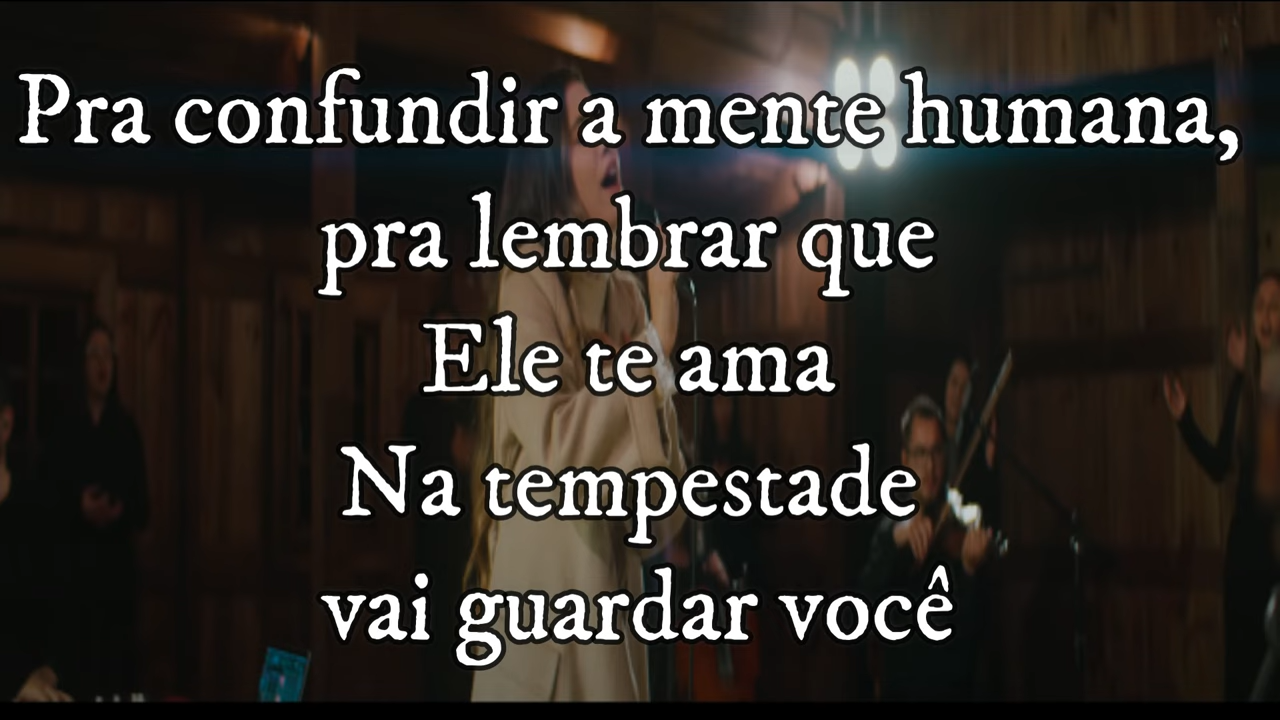 Pra confundir a mente humana,
pra lembrar que
Ele te ama
Na tempestade
vai guardar você